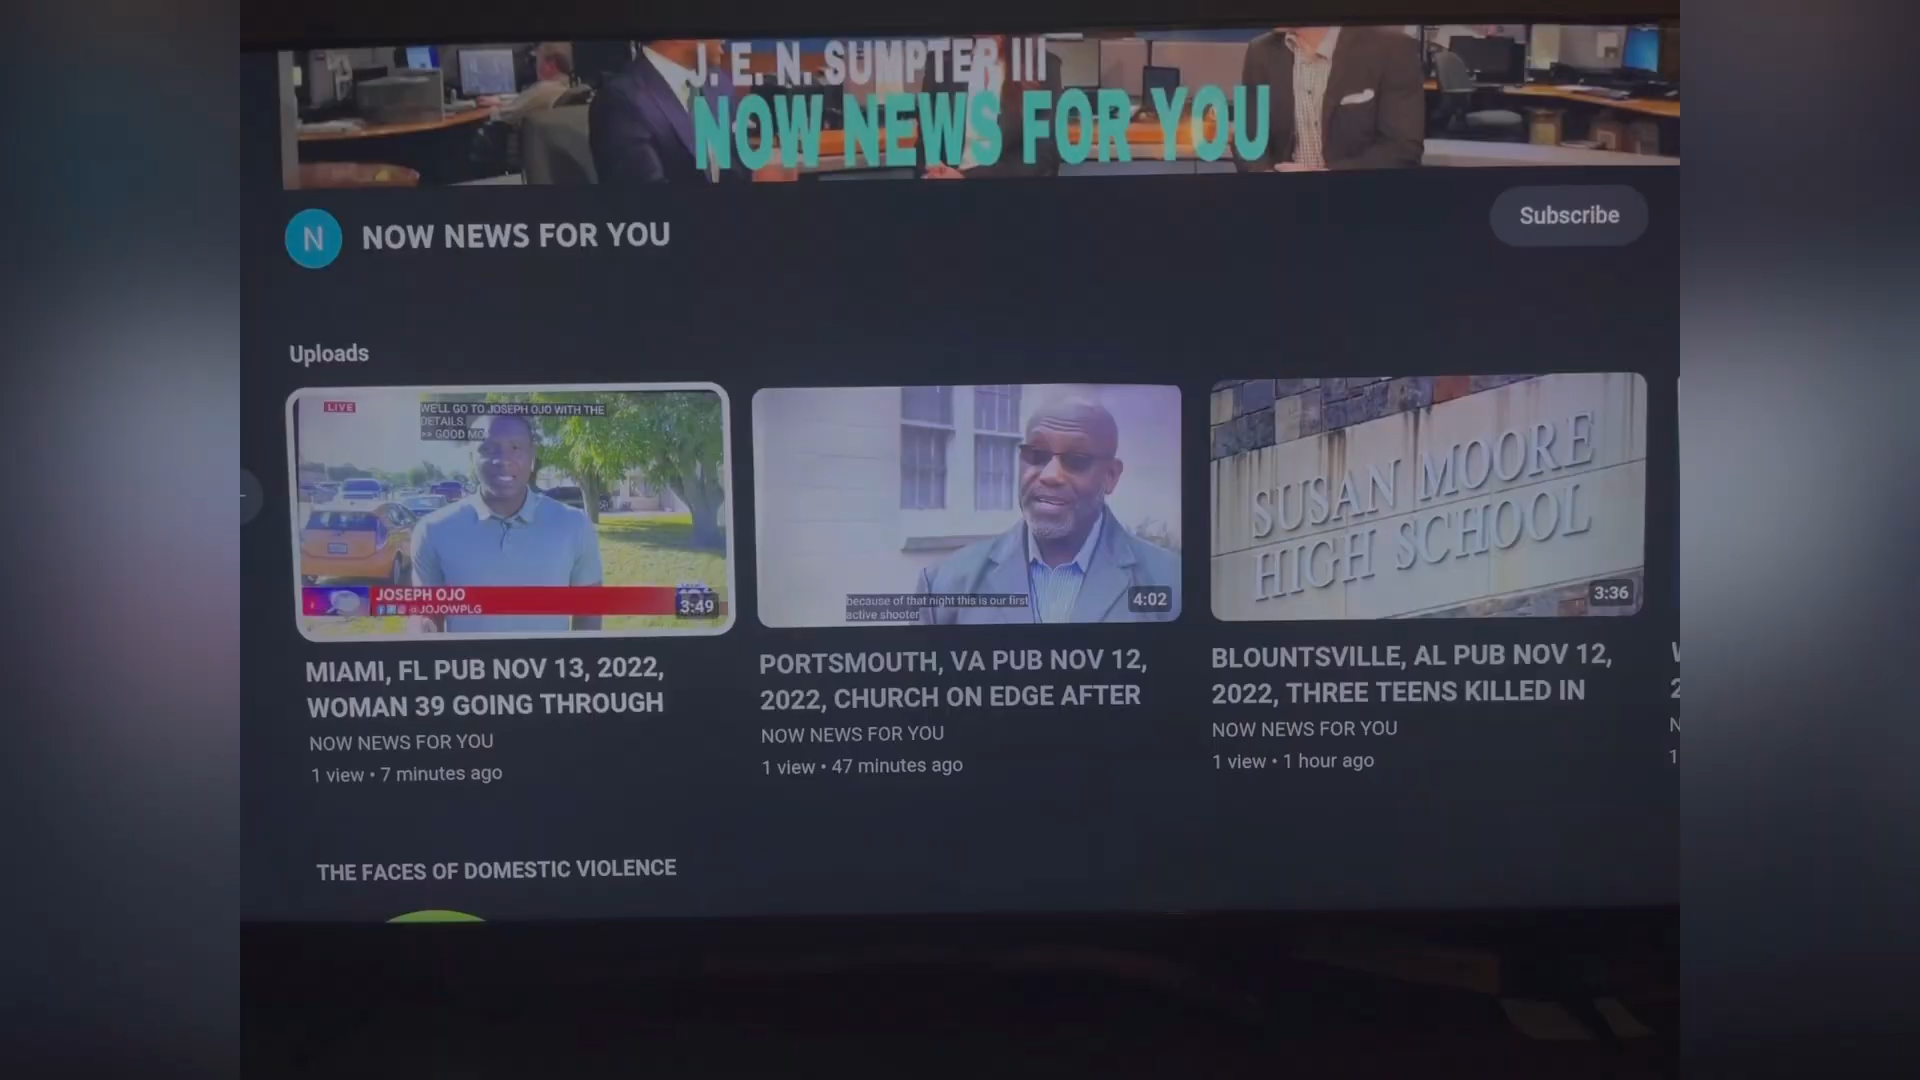 J. E. N. SUMPTER III
NOW NEWS FOR YOU
N
NOW NEWS FOR YOU
Subscribe
Uploads
LIVE
WE'LL GO TO JOSEPH OJO WITH THE
DETAILS.
>> GOOD MO
JOSEPH OJO
@JOJOWPLG
3:49
MIAMI, FL PUB NOV 13, 2022,
WOMAN 39 GOING THROUGH
NOW NEWS FOR YOU
1 view • 7 minutes ago
because of that night this is our first
active shooter
4:02
PORTSMOUTH, VA PUB NOV 12,
2022, CHURCH ON EDGE AFTER
NOW NEWS FOR YOU
1 view • 47 minutes ago
SUSAN MOORE
HIGH SCHOOL
3:36
BLOUNTSVILLE, AL PUB NOV 12,
2022, THREE TEENS KILLED IN
NOW NEWS FOR YOU
1 view • 1 hour ago
THE FACES OF DOMESTIC VIOLENCE